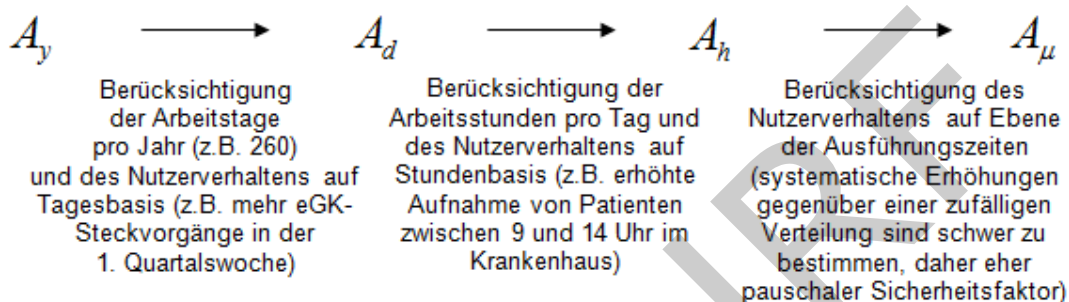 A_y → A_d → A_h → A_μ
Berücksichtigung
der Arbeitstage
pro Jahr (z.B. 260)
und des Nutzerverhaltens auf
Tagesbasis (z.B. mehr eGK-
Steckvorgänge in der
1. Quartalswoche)
Berücksichtigung der
Arbeitsstunden pro Tag und
des Nutzerverhaltens auf
Stundenbasis (z.B. erhöhte
Aufnahme von Patienten
zwischen 9 und 14 Uhr im
Krankenhaus)
Berücksichtigung des
Nutzerverhaltens auf Ebene
der Ausführungszeiten
(systematische Erhöhungen
gegenüber einer zufälligen
Verteilung sind schwer zu
bestimmen, daher eher
pauschaler Sicherheitsfaktor)